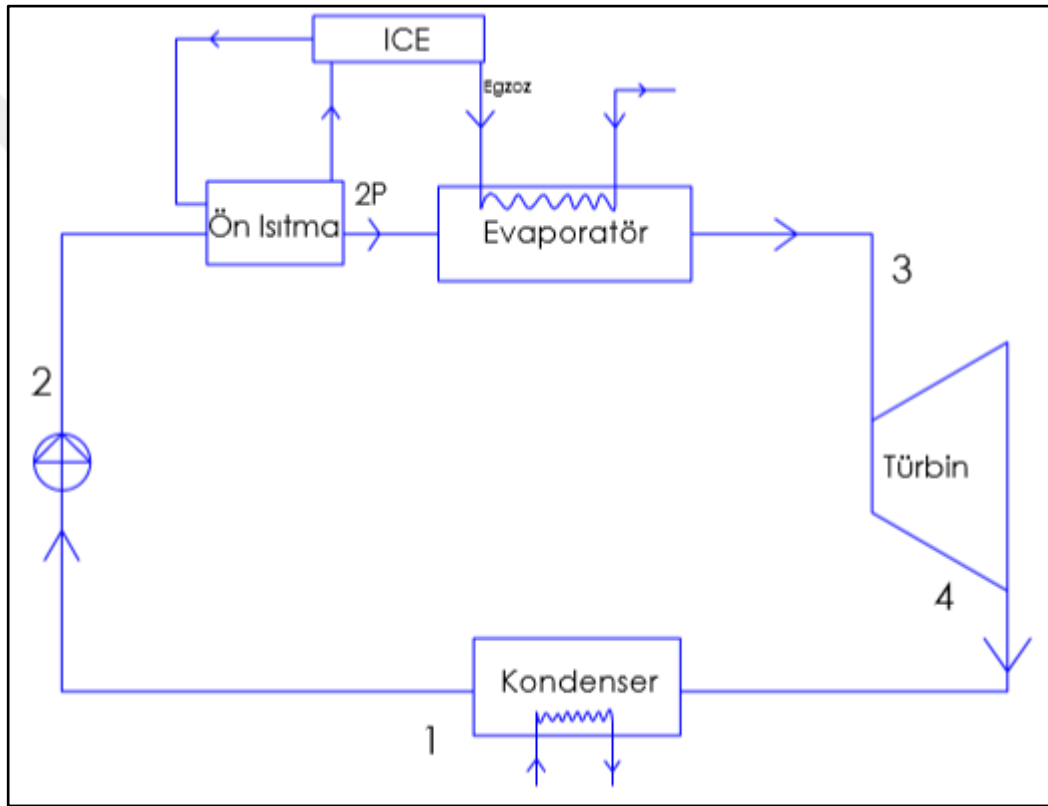 ICE
Egzoz
2P
Ön Isıtma
Evaporatör
3
2
Türbin
4
Kondenser
1